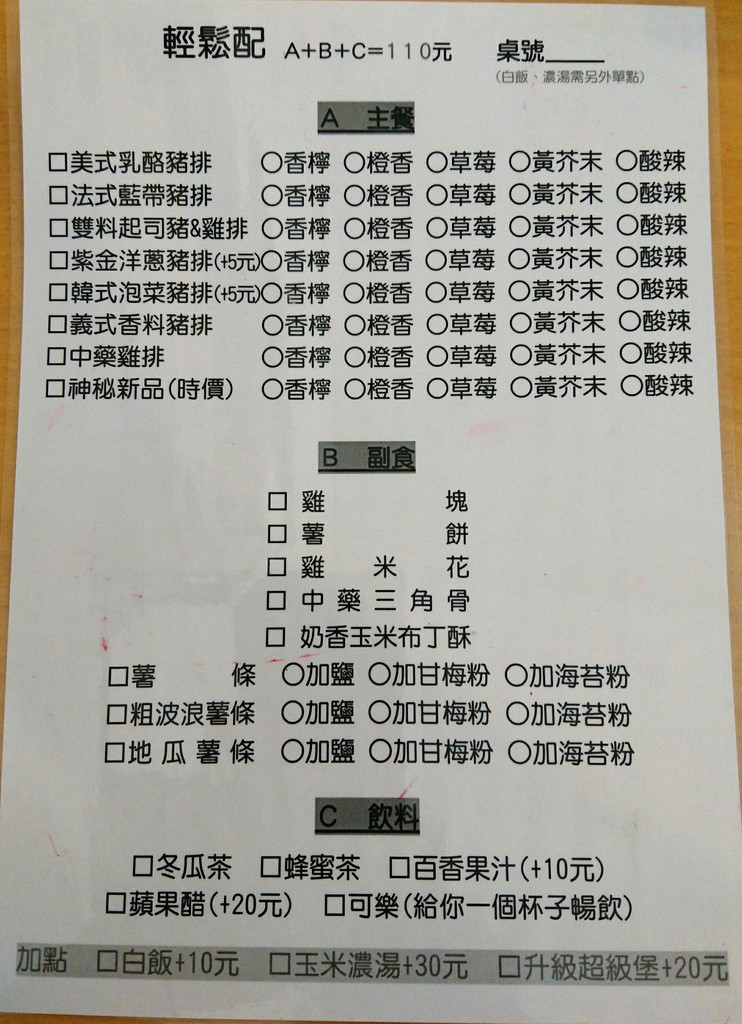 輕鬆配 A+B+C=110元 桌號____
(白飯、濃湯需另外單點)
A 主餐
□美式乳酪豬排 ○香檸 ○橙香 ○草莓 ○黃芥末 ○酸辣
□法式藍帶豬排 ○香檸 ○橙香 ○草莓 ○黃芥末 ○酸辣
□雙料起司豬&雞排 ○香檸 ○橙香 ○草莓 ○黃芥末 ○酸辣
□紫金洋蔥豬排(+5元) ○香檸 ○橙香 ○草莓 ○黃芥末 ○酸辣
□韓式泡菜豬排(+5元) ○香檸 ○橙香 ○草莓 ○黃芥末 ○酸辣
□義式香料豬排 ○香檸 ○橙香 ○草莓 ○黃芥末 ○酸辣
□中藥雞排 ○香檸 ○橙香 ○草莓 ○黃芥末 ○酸辣
□神秘新品(時價) ○香檸 ○橙香 ○草莓 ○黃芥末 ○酸辣
B 副食
□ 雞塊
□ 薯餅
□ 雞米花
□ 中藥三角骨
□ 奶香玉米布丁酥
□薯條 ○加鹽 ○加甘梅粉 ○加海苔粉
□粗波浪薯條 ○加鹽 ○加甘梅粉 ○加海苔粉
□地瓜薯條 ○加鹽 ○加甘梅粉 ○加海苔粉
C 飲料
□冬瓜茶 □蜂蜜茶 □百香果汁(+10元)
□蘋果醋(+20元) □可樂(給你一個杯子暢飲)
加點 □白飯+10元 □玉米濃湯+30元 □升級超級堡+20元